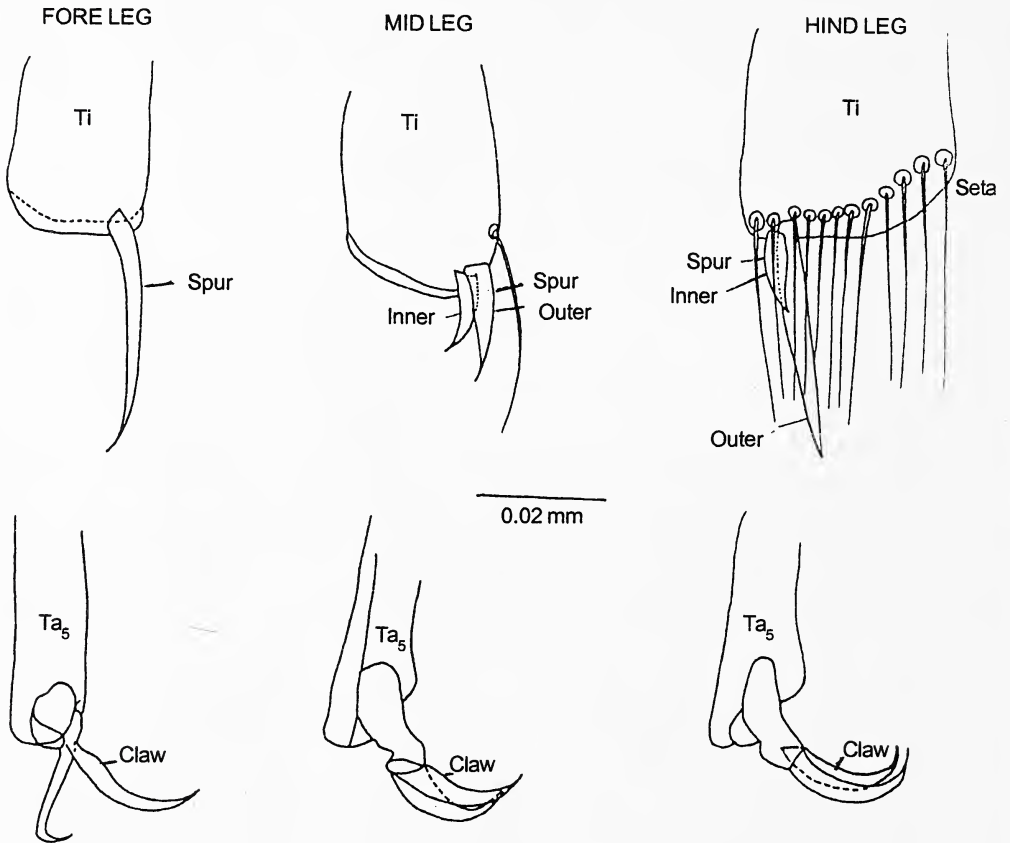 FORE LEG
MID LEG
HIND LEG
Ti
Ti
Ti
Seta
Spur
Spur
Inner
Outer
Spur
Inner
Outer
0.02 mm
Ta5
Ta5
Ta5
Claw
Claw
Claw